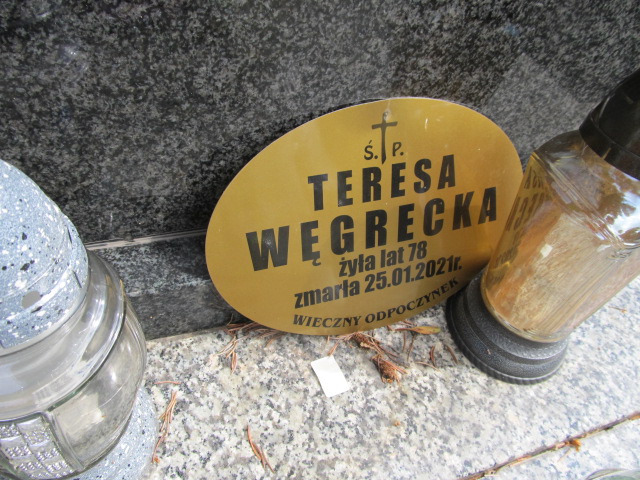 Ś. P.
TERESA
WĘGRECKA
żyła lat 78
zmarła 25.01.2021r.
WIECZNY ODPOCZYNEK